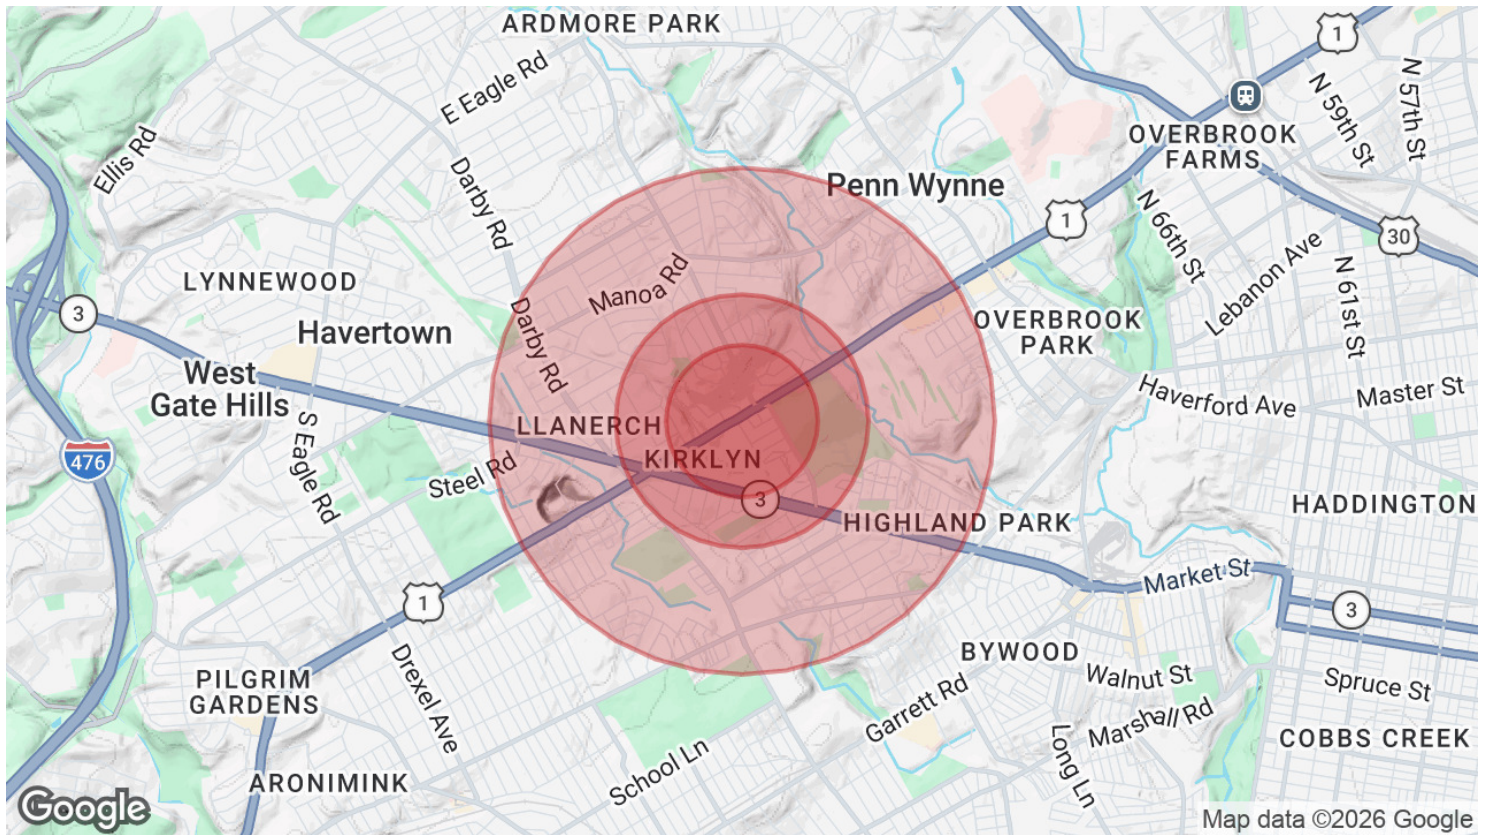 ARDMORE PARK
1
E Eagle Rd
N 59th St
N 57th St
Ellis Rd
OVERBROOK
FARMS
Darby Rd
Penn Wynne
1
N 66th St
30
Manoa Rd
Lebanon Ave
N 61st St
LYNNEWOOD
3
Havertown
Darby Rd
OVERBROOK
PARK
West
Gate Hills
Haverford Ave
Master St
S Eagle Rd
LLANERCH
KIRKLYN
476
Steel Rd
3
HIGHLAND PARK
HADDINGTON
Market St
1
3
BYWOOD
PILGRIM
GARDENS
Drexel Ave
Walnut St
Spruce St
Garrett Rd
Marshall Rd
Long Ln
COBBS CREEK
School Ln
ARONIMINK
Google
Map data ©2026 Google